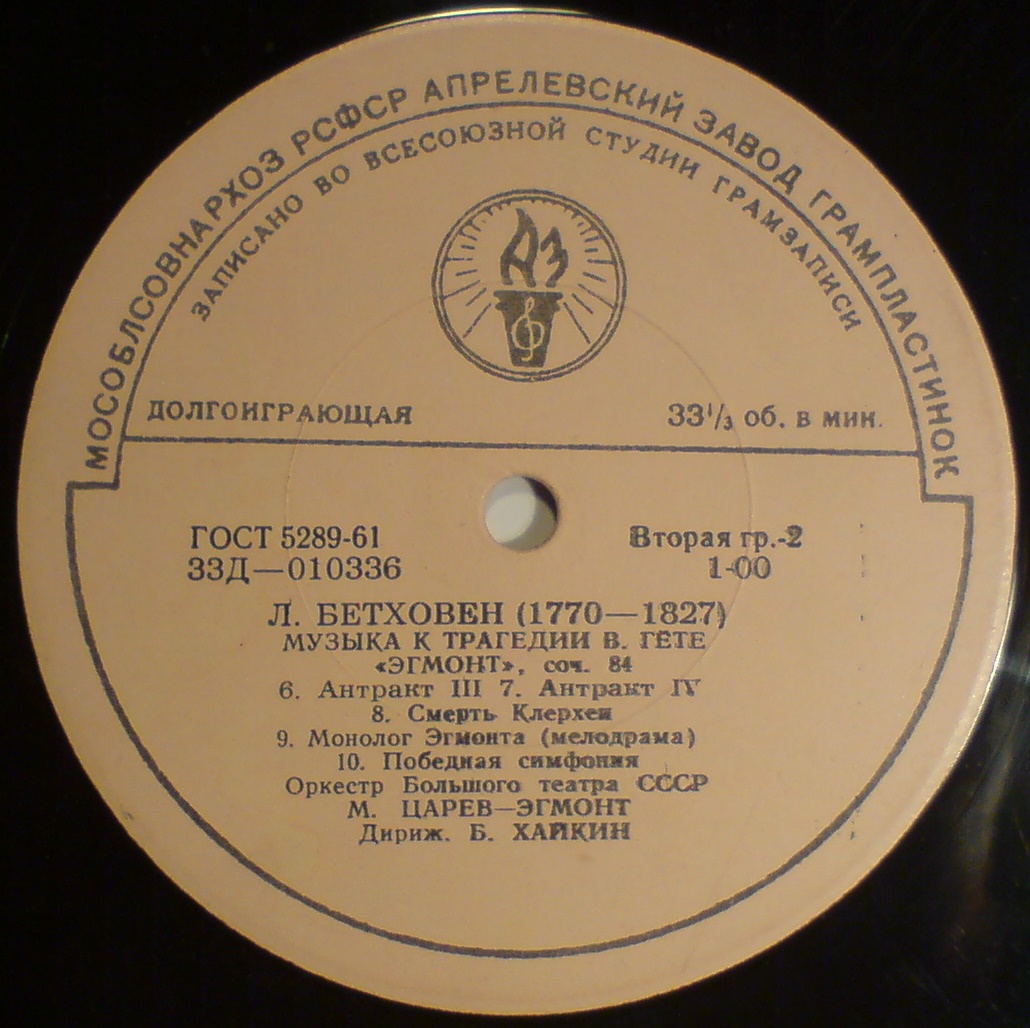 МОСОБЛСОВНАРХОЗ РСФСР АПРЕЛЕВСКИЙ ЗАВОД ГРАМПЛАСТИНОК
ЗАПИСАНО ВО ВСЕСОЮЗНОЙ СТУДИИ ГРАМЗАПИСИ
АЗ
ДОЛГОИГРАЮЩАЯ 33⅓ об. в мин.
ГОСТ 5289-61 Вторая гр.-2
33Д—010336 1-00
Л. БЕТХОВЕН (1770—1827)
МУЗЫКА К ТРАГЕДИИ В. ГЁТЕ
«ЭГМОНТ», соч. 84
6. Антракт III 7. Антракт IV
8. Смерть Клерхен
9. Монолог Эгмонта (мелодрама)
10. Победная симфония
Оркестр Большого театра СССР
М. ЦАРЕВ—ЭГМОНТ
Дириж. Б. ХАЙКИН